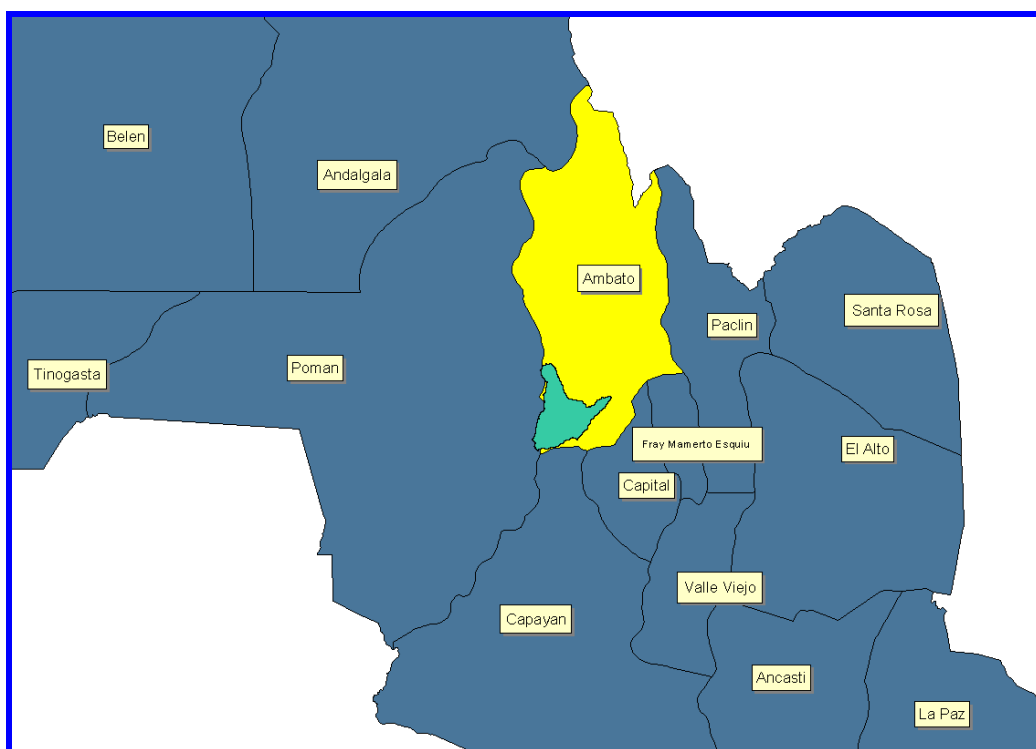 Belen
Andalgala
Ambato
Santa Rosa
Paclin
Tinogasta
Poman
Fray Mamerto Esquiu
El Alto
Capital
Valle Viejo
Capayan
Ancasti
La Paz